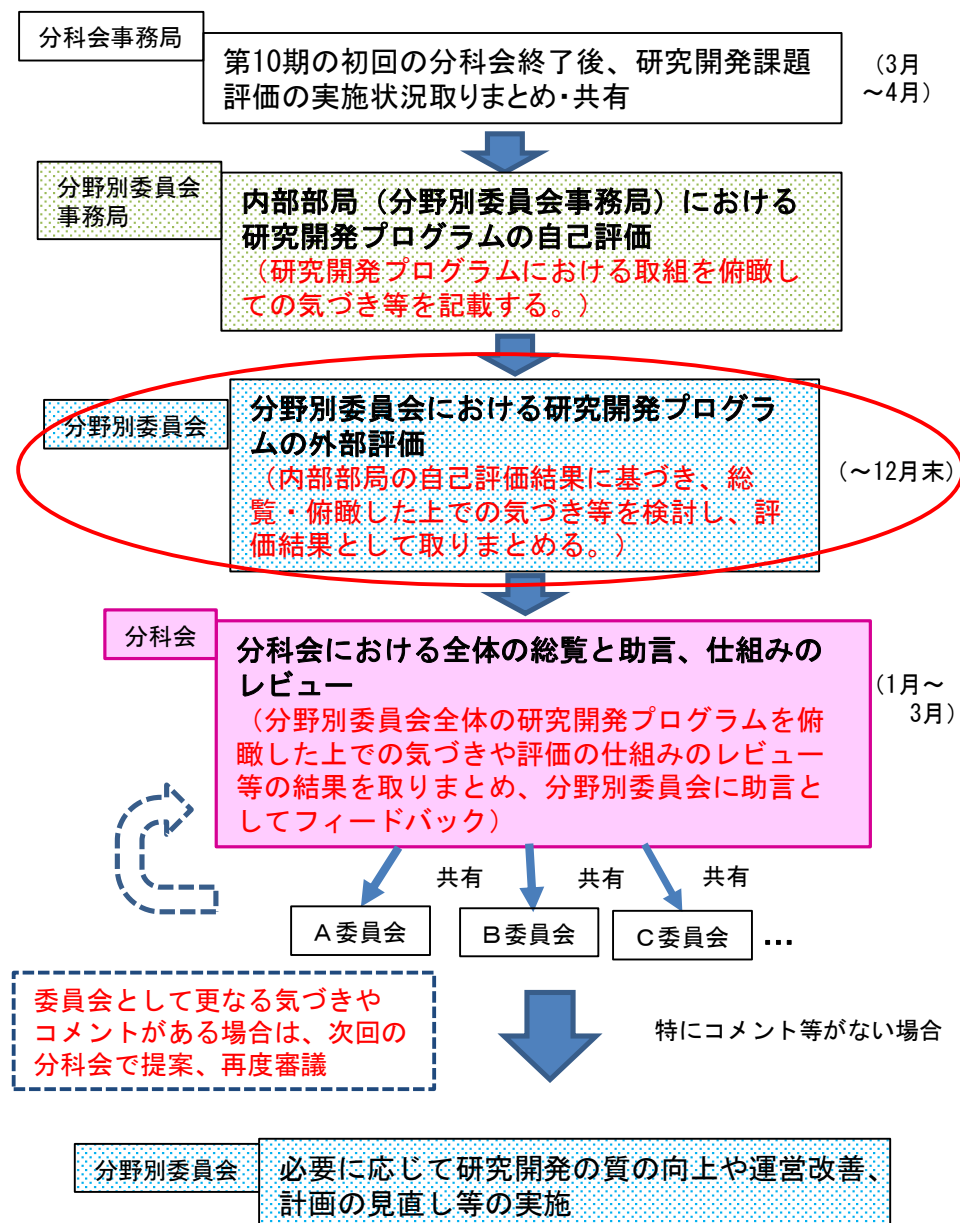 分科会事務局
第10期の初回の分科会終了後、研究開発課題
評価の実施状況取りまとめ・共有
（3月
～4月）
分野別委員会
事務局
内部部局（分野別委員会事務局）における
研究開発プログラムの自己評価
（研究開発プログラムにおける取組を俯瞰し
ての気づき等を記載する。）
分野別委員会
分野別委員会における研究開発プログラ
ムの外部評価
（内部部局の自己評価結果に基づき、総
覧・俯瞰した上での気づき等を検討し、評
価結果として取りまとめる。）
（～12月末）
分科会
分科会における全体の総覧と助言、仕組みの
レビュー
（分野別委員会全体の研究開発プログラムを俯
瞰した上での気づきや評価の仕組みのレビュー
等の結果を取りまとめ、分野別委員会に助言と
してフィードバック）
（1月～
3月）
共有
共有
共有
Ａ委員会
Ｂ委員会
Ｃ委員会
…
委員会として更なる気づきや
コメントがある場合は、次回の
分科会で提案、再度審議
特にコメント等がない場合
分野別委員会
必要に応じて研究開発の質の向上や運営改善、
計画の見直し等の実施